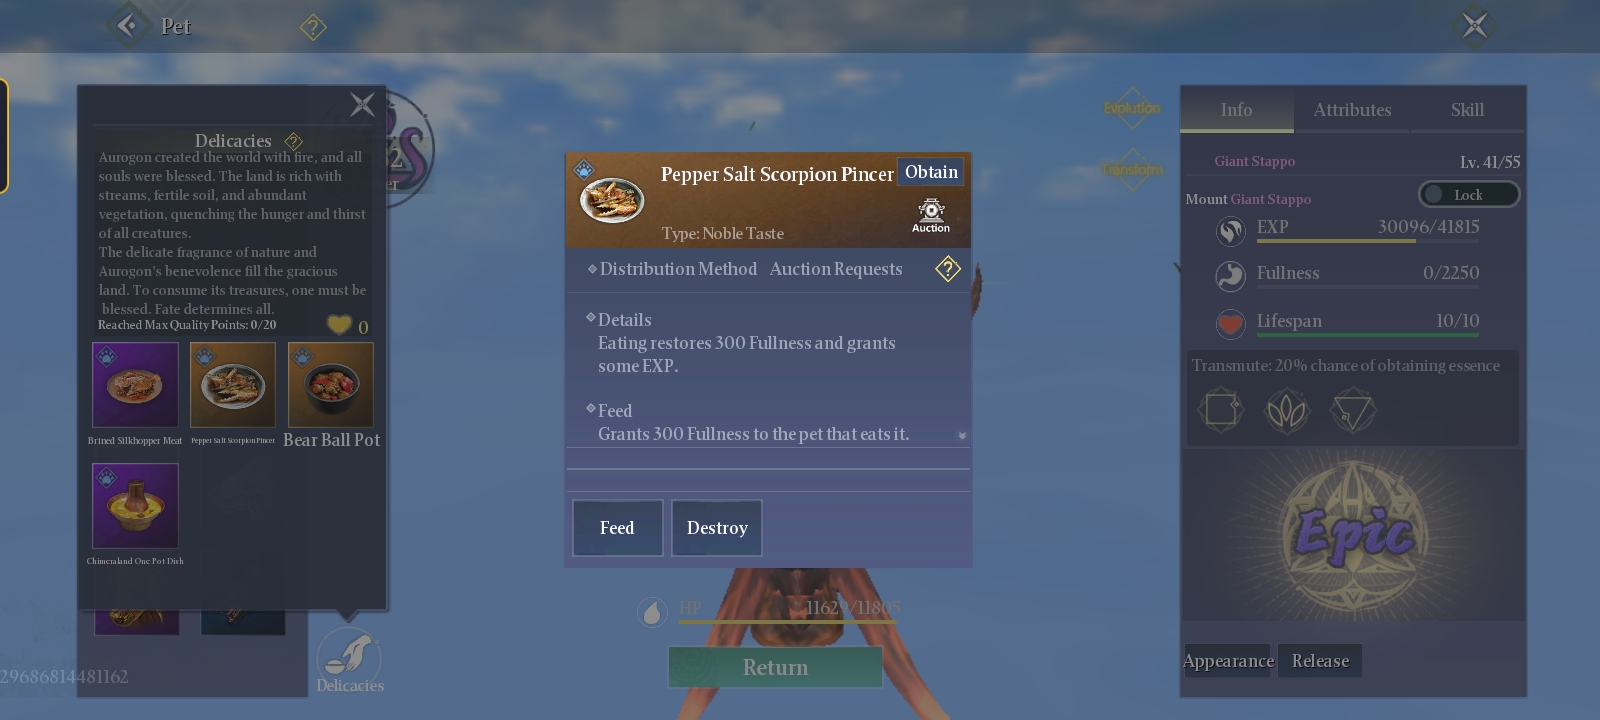 Pet
?
Delicacies
?
Aurogon created the world with fire, and all
souls were blessed. The land is rich with
streams, fertile soil, and abundant
vegetation, quenching the hunger and thirst
of all creatures.
The delicate fragrance of nature and
Aurogon's benevolence fill the gracious
land. To consume its treasures, one must be
blessed. Fate determines all.
Reached Max Quality Points: 0/20
0
Brined Silkhopper Meat
Pepper Salt Scorpion Pincer
Bear Ball Pot
Chimeraland One Pot Dish
29686814481162
Delicacies
Pepper Salt Scorpion Pincer
Obtain
Type: Noble Taste
Auction
Distribution Method Auction Requests
?
Details
Eating restores 300 Fullness and grants
some EXP.
Feed
Grants 300 Fullness to the pet that eats it.
Feed
Destroy
HP 11629/11805
Return
Evolution
Transform
Info
Attributes
Skill
Giant Stappo
Lv. 41/55
Mount Giant Stappo
Lock
EXP 30096/41815
Fullness 0/2250
Lifespan 10/10
Transmute: 20% chance of obtaining essence
Epic
Appearance
Release